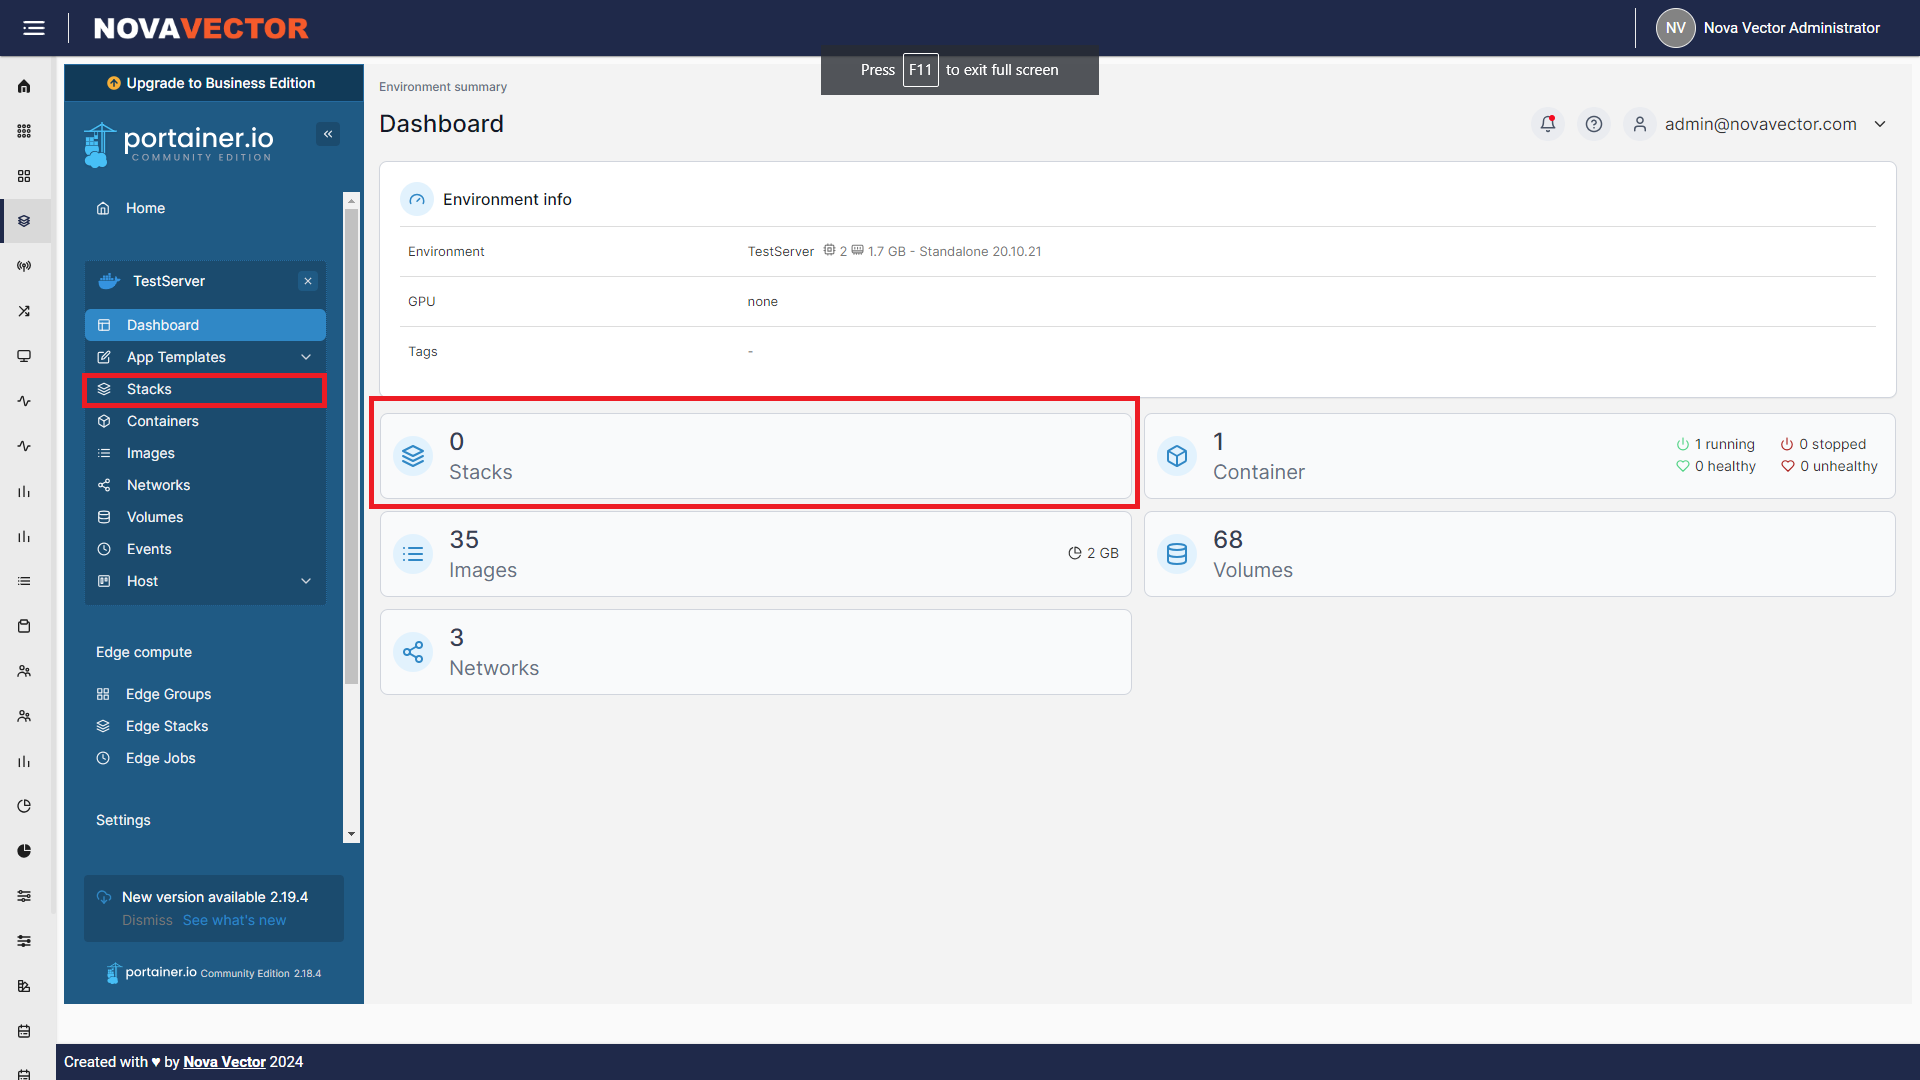 NOVAVECTOR
NV Nova Vector Administrator
Press F11 to exit full screen
Upgrade to Business Edition
portainer.io
COMMUNITY EDITION
Home
TestServer
Dashboard
App Templates
Stacks
Containers
Images
Networks
Volumes
Events
Host
Edge compute
Edge Groups
Edge Stacks
Edge Jobs
Settings
New version available 2.19.4
Dismiss See what's new
portainer.io Community Edition 2.18.4
Environment summary
Dashboard
admin@novavector.com
Environment info
Environment TestServer 2 1.7 GB - Standalone 20.10.21
GPU none
Tags -
0
Stacks
1
Container
1 running 0 stopped
0 healthy 0 unhealthy
35
Images
2 GB
68
Volumes
3
Networks
Created with ♥ by Nova Vector 2024